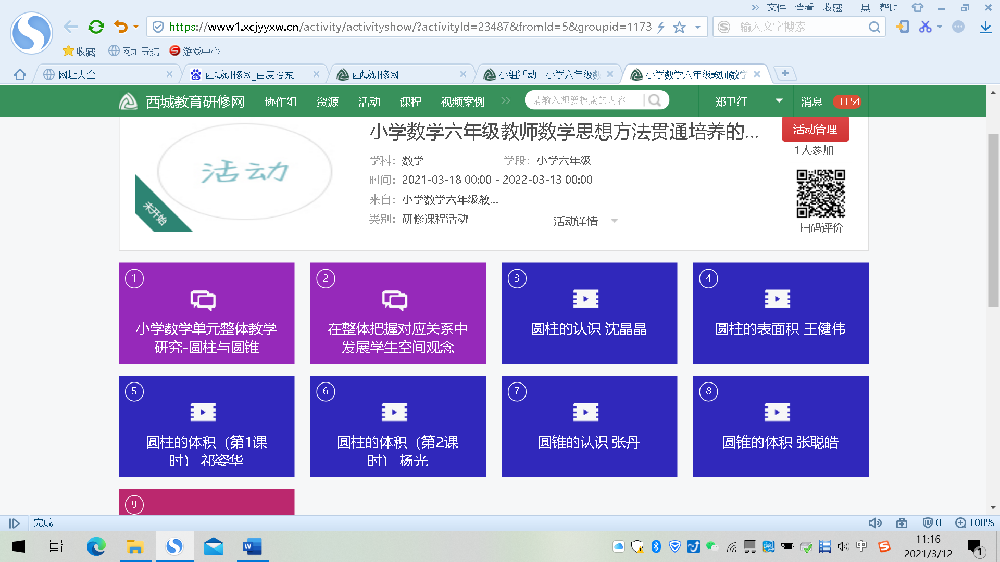 文件 查看 收藏 工具 帮助
https://www1.xcjyyxw.cn/activity/activityshow/?activityId=23487&fromId=5&groupid=1173
输入文字搜索
收藏 网址导航 游戏中心
网址大全 西城研修网_百度搜索 西城研修网 小组活动 - 小学六年级数 小学数学六年级教师数学
西城教育研修网 协作组 资源 活动 课程 视频案例 请输入想要搜索的内容 郑卫红 消息 1154
小学数学六年级教师数学思想方法贯通培养的...
活动管理
1人参加
活动
未开始
学科：数学 学段：小学六年级
时间：2021-03-18 00:00 - 2022-03-13 00:00
来自：小学数学六年级教...
类别：研修课程活动 活动详情
扫码评价
1
小学数学单元整体教学
研究-圆柱与圆锥
2
在整体把握对应关系中
发展学生空间观念
3
圆柱的认识 沈晶晶
4
圆柱的表面积 王健伟
5
圆柱的体积（第1课
时） 祁姿华
6
圆柱的体积（第2课
时） 杨光
7
圆锥的认识 张丹
8
圆锥的体积 张聪皓
9
完成
0 100%
中
11:16
2021/3/12
1